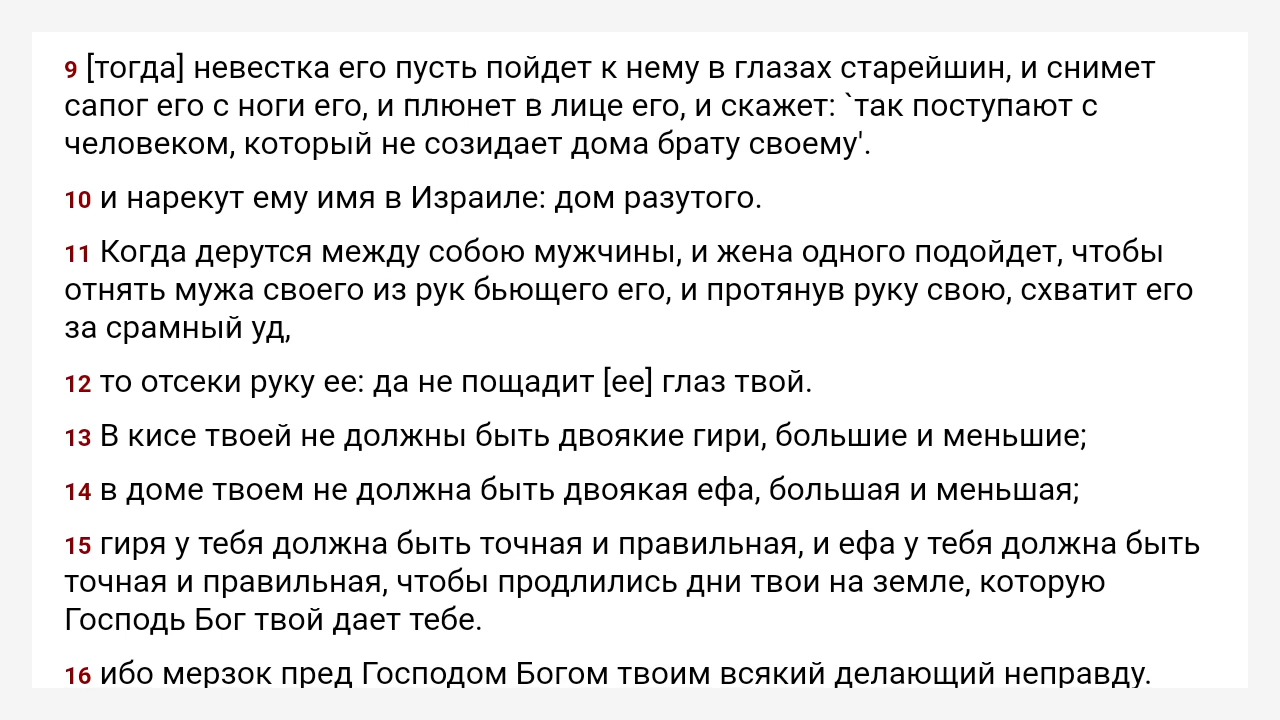 9 [тогда] невестка его пусть пойдет к нему в глазах старейшин, и снимет
сапог его с ноги его, и плюнет в лице его, и скажет: `так поступают с
человеком, который не созидает дома брату своему'.
10 и нарекут ему имя в Израиле: дом разутого.
11 Когда дерутся между собою мужчины, и жена одного подойдет, чтобы
отнять мужа своего из рук бьющего его, и протянув руку свою, схватит его
за срамный уд,
12 то отсеки руку ее: да не пощадит [ее] глаз твой.
13 В кисе твоей не должны быть двоякие гири, большие и меньшие;
14 в доме твоем не должна быть двоякая ефа, большая и меньшая;
15 гиря у тебя должна быть точная и правильная, и ефа у тебя должна быть
точная и правильная, чтобы продлились дни твои на земле, которую
Господь Бог твой дает тебе.
16 ибо мерзок пред Господом Богом твоим всякий делающий неправду.